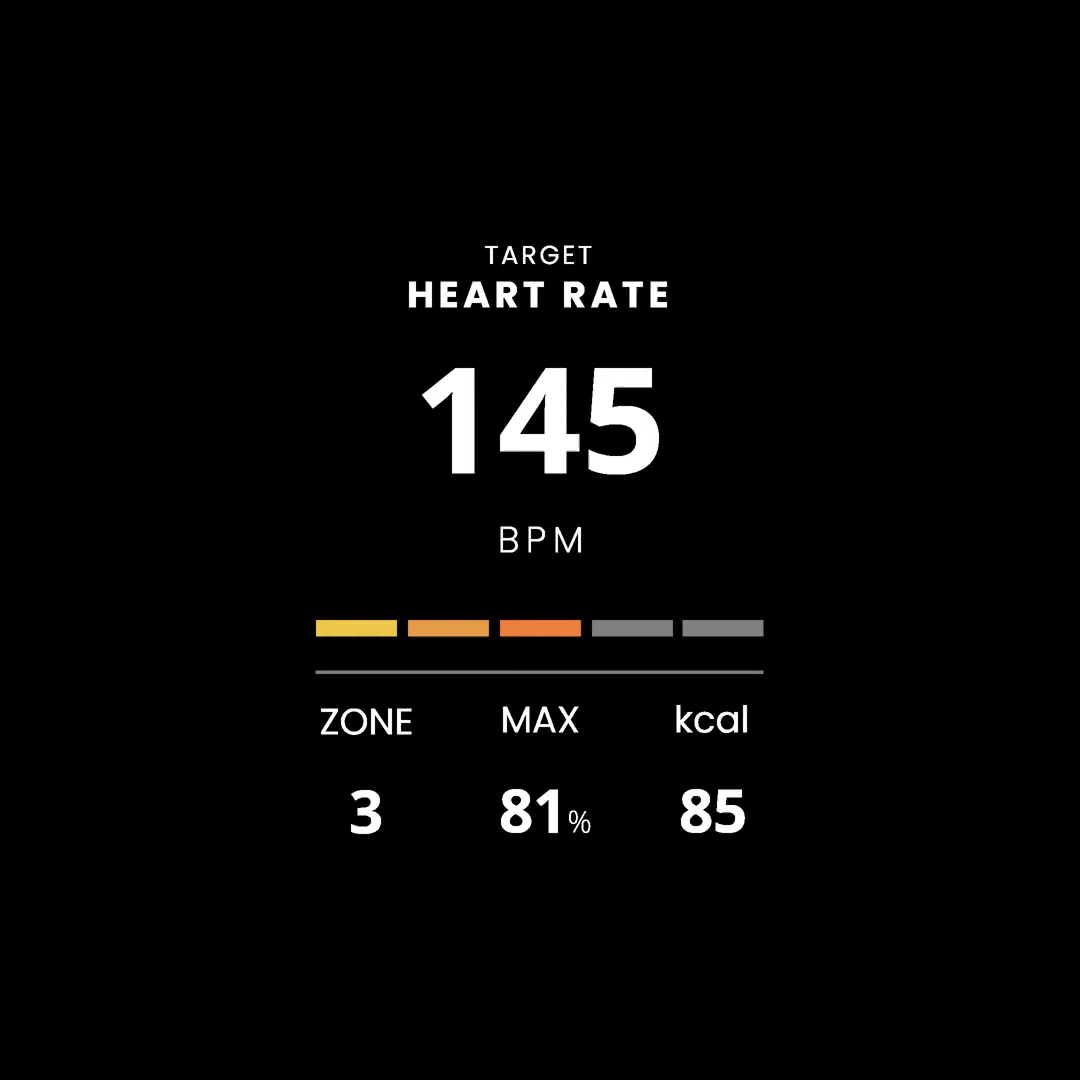 TARGET
HEART RATE
145
BPM
ZONE MAX kcal
3 81% 85